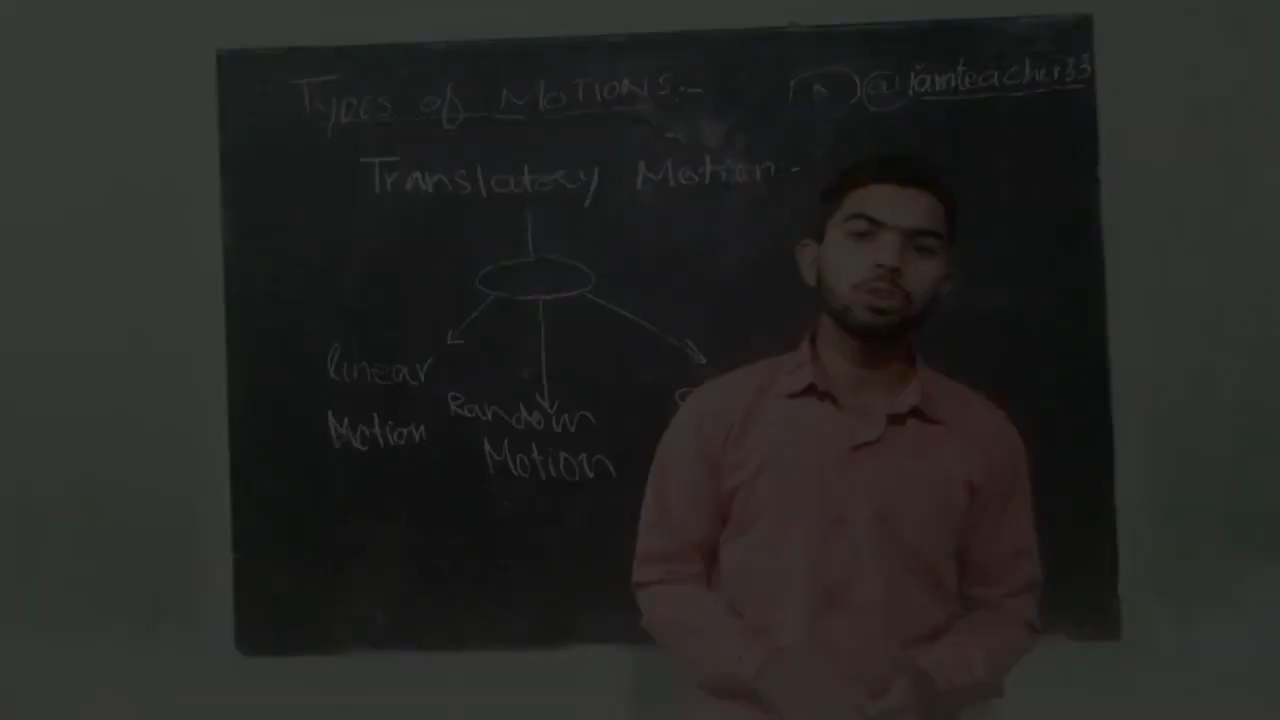 Types of Motions:-
@iamteacher33
Translatory Motion:-
Linear
Motion
Random
Motion